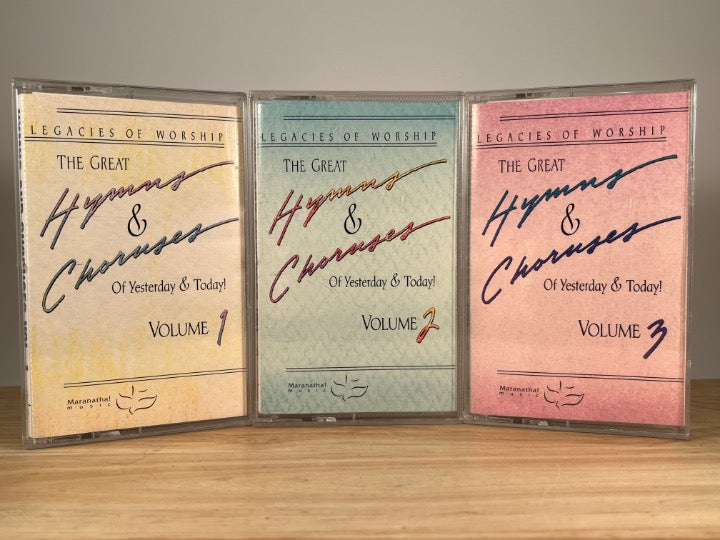 LEGACIES OF WORSHIP
THE GREAT
Hymns
&
Choruses
Of Yesterday & Today!
VOLUME 1
Maranatha!
music
LEGACIES OF WORSHIP
THE GREAT
Hymns
&
Choruses
Of Yesterday & Today!
VOLUME 2
Maranatha!
music
LEGACIES OF WORSHIP
THE GREAT
Hymns
&
Choruses
Of Yesterday & Today!
VOLUME 3
Maranatha!
music